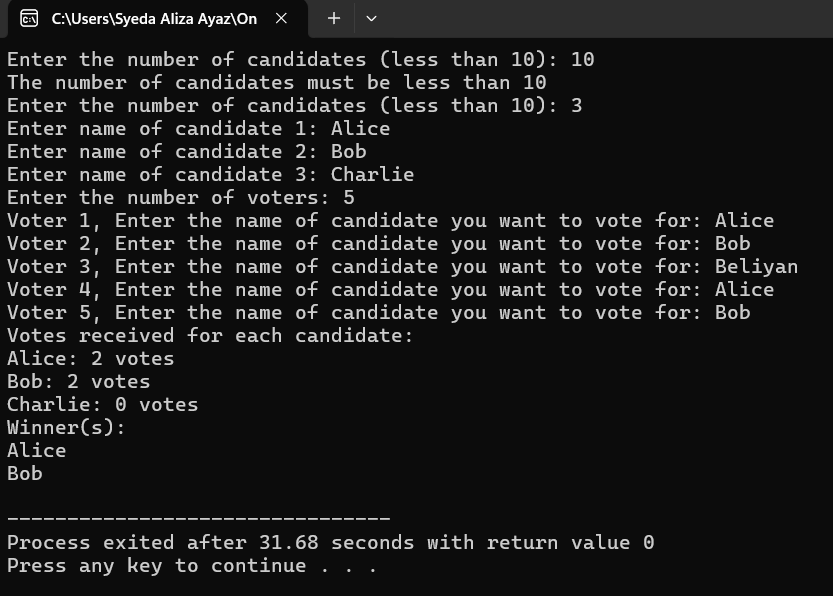 C:\Users\Syeda Aliza Ayaz\On
Enter the number of candidates (less than 10): 10
The number of candidates must be less than 10
Enter the number of candidates (less than 10): 3
Enter name of candidate 1: Alice
Enter name of candidate 2: Bob
Enter name of candidate 3: Charlie
Enter the number of voters: 5
Voter 1, Enter the name of candidate you want to vote for: Alice
Voter 2, Enter the name of candidate you want to vote for: Bob
Voter 3, Enter the name of candidate you want to vote for: Beliyan
Voter 4, Enter the name of candidate you want to vote for: Alice
Voter 5, Enter the name of candidate you want to vote for: Bob
Votes received for each candidate:
Alice: 2 votes
Bob: 2 votes
Charlie: 0 votes
Winner(s):
Alice
Bob
--------------------------------
Process exited after 31.68 seconds with return value 0
Press any key to continue . . .